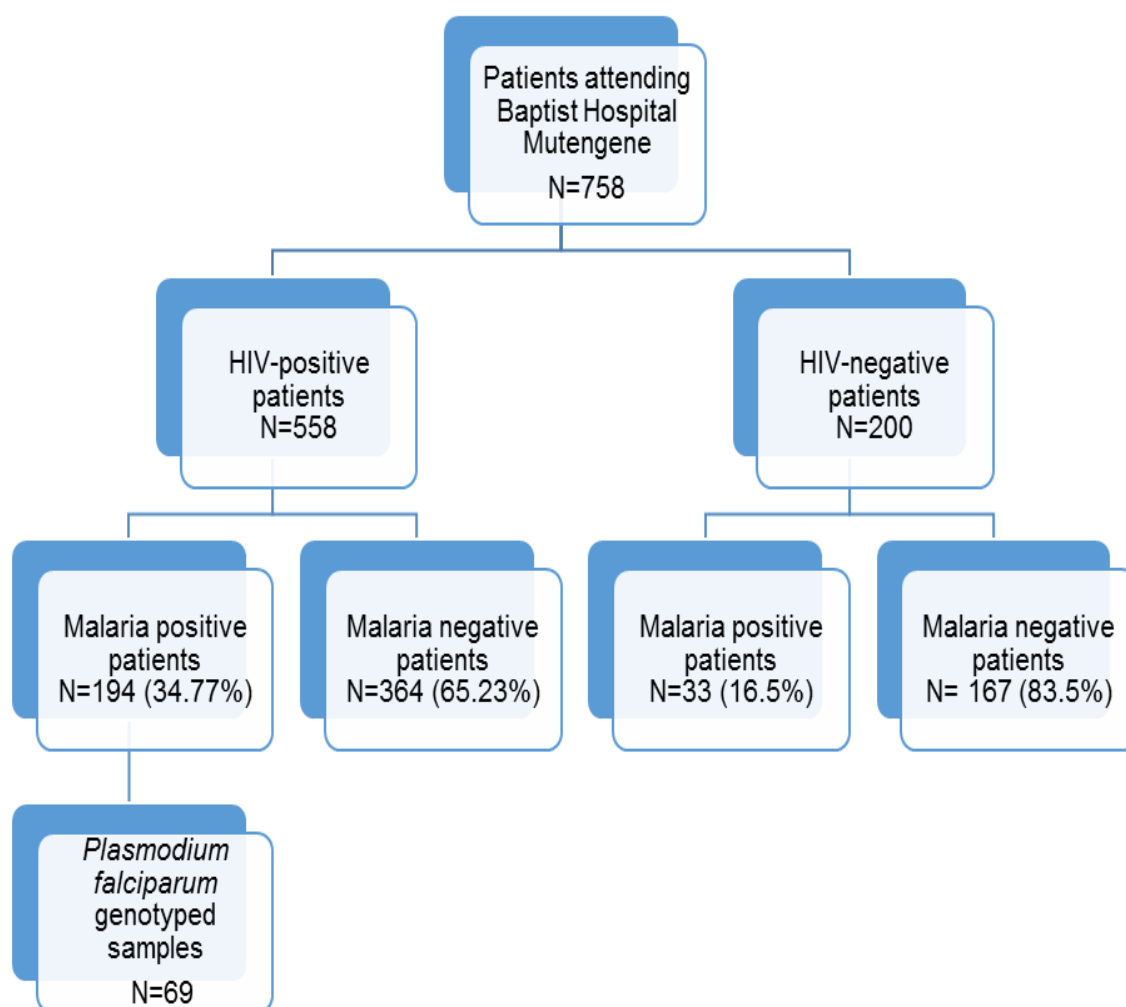 Patients attending
Baptist Hospital
Mutengene
N=758
HIV-positive
patients
N=558
HIV-negative
patients
N=200
Malaria positive
patients
N=194 (34.77%)
Malaria negative
patients
N=364 (65.23%)
Malaria positive
patients
N=33 (16.5%)
Malaria negative
patients
N= 167 (83.5%)
Plasmodium
falciparum
genotyped
samples
N=69